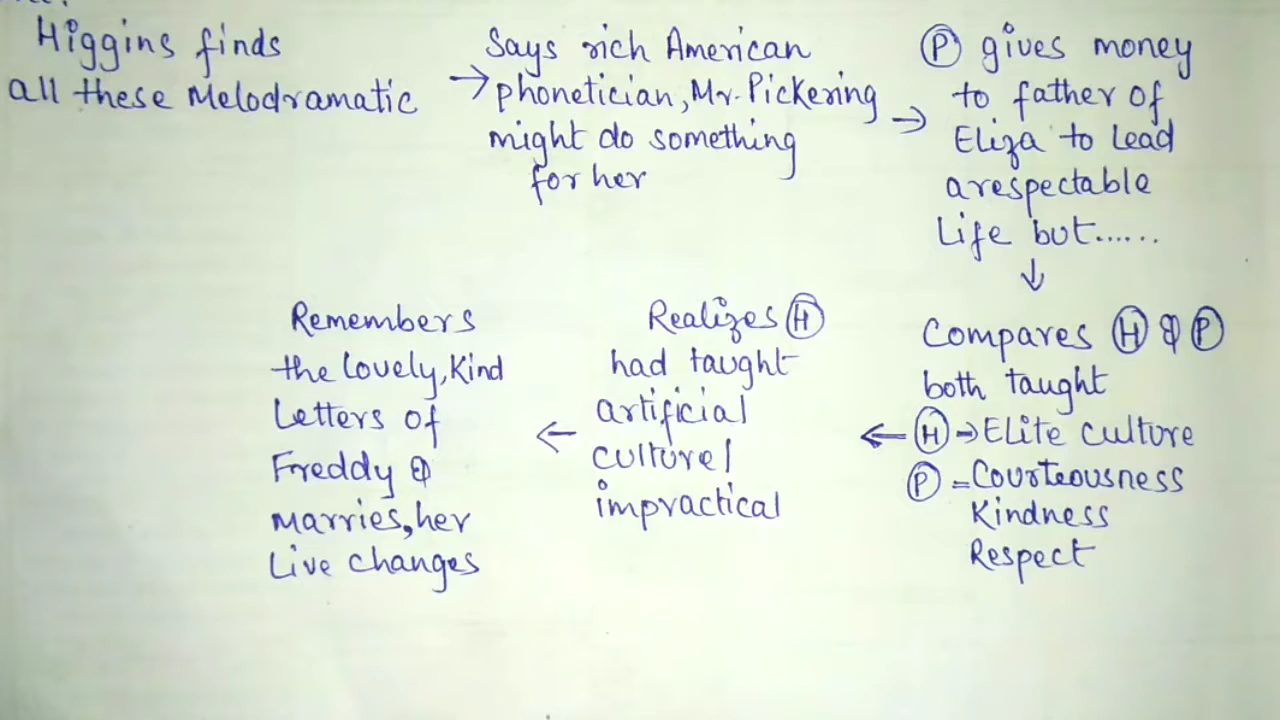 Higgins finds
all these Melodramatic
Says rich American
→ phonetician, Mr. Pickering
might do something
for her
Ⓟ gives money
→ to father of
Eliza to Lead
a respectable
Life but......
↓
Compares Ⓗ & Ⓟ
both taught
← Ⓗ → Elite culture
Ⓟ = Courteousness
Kindness
Respect
Realizes Ⓗ
had taught
artificial
culture/
impractical
←
Remembers
the lovely, Kind
Letters of
Freddy &
Marries, her
Live changes